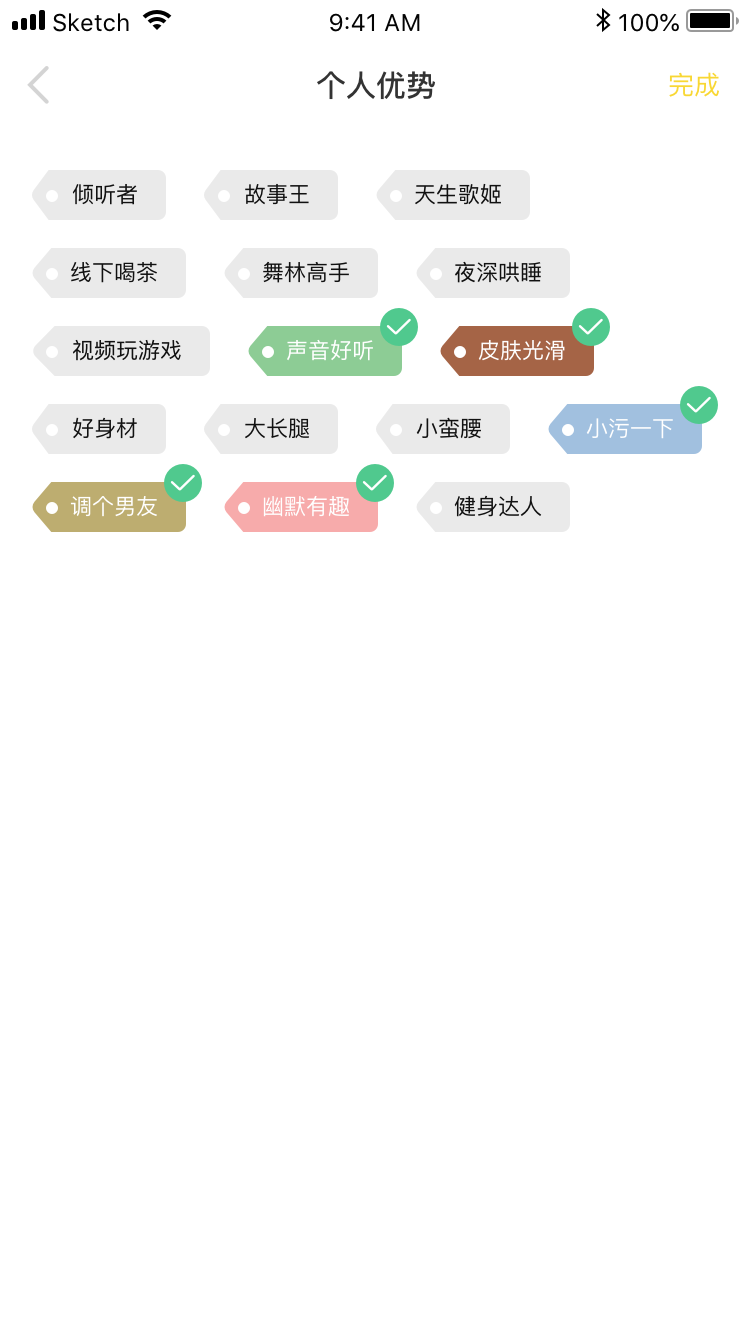 Sketch 9:41 AM 100%
个人优势 完成
倾听者 故事王 天生歌姬
线下喝茶 舞林高手 夜深哄睡
视频玩游戏 声音好听 皮肤光滑
好身材 大长腿 小蛮腰 小污一下
调个男友 幽默有趣 健身达人